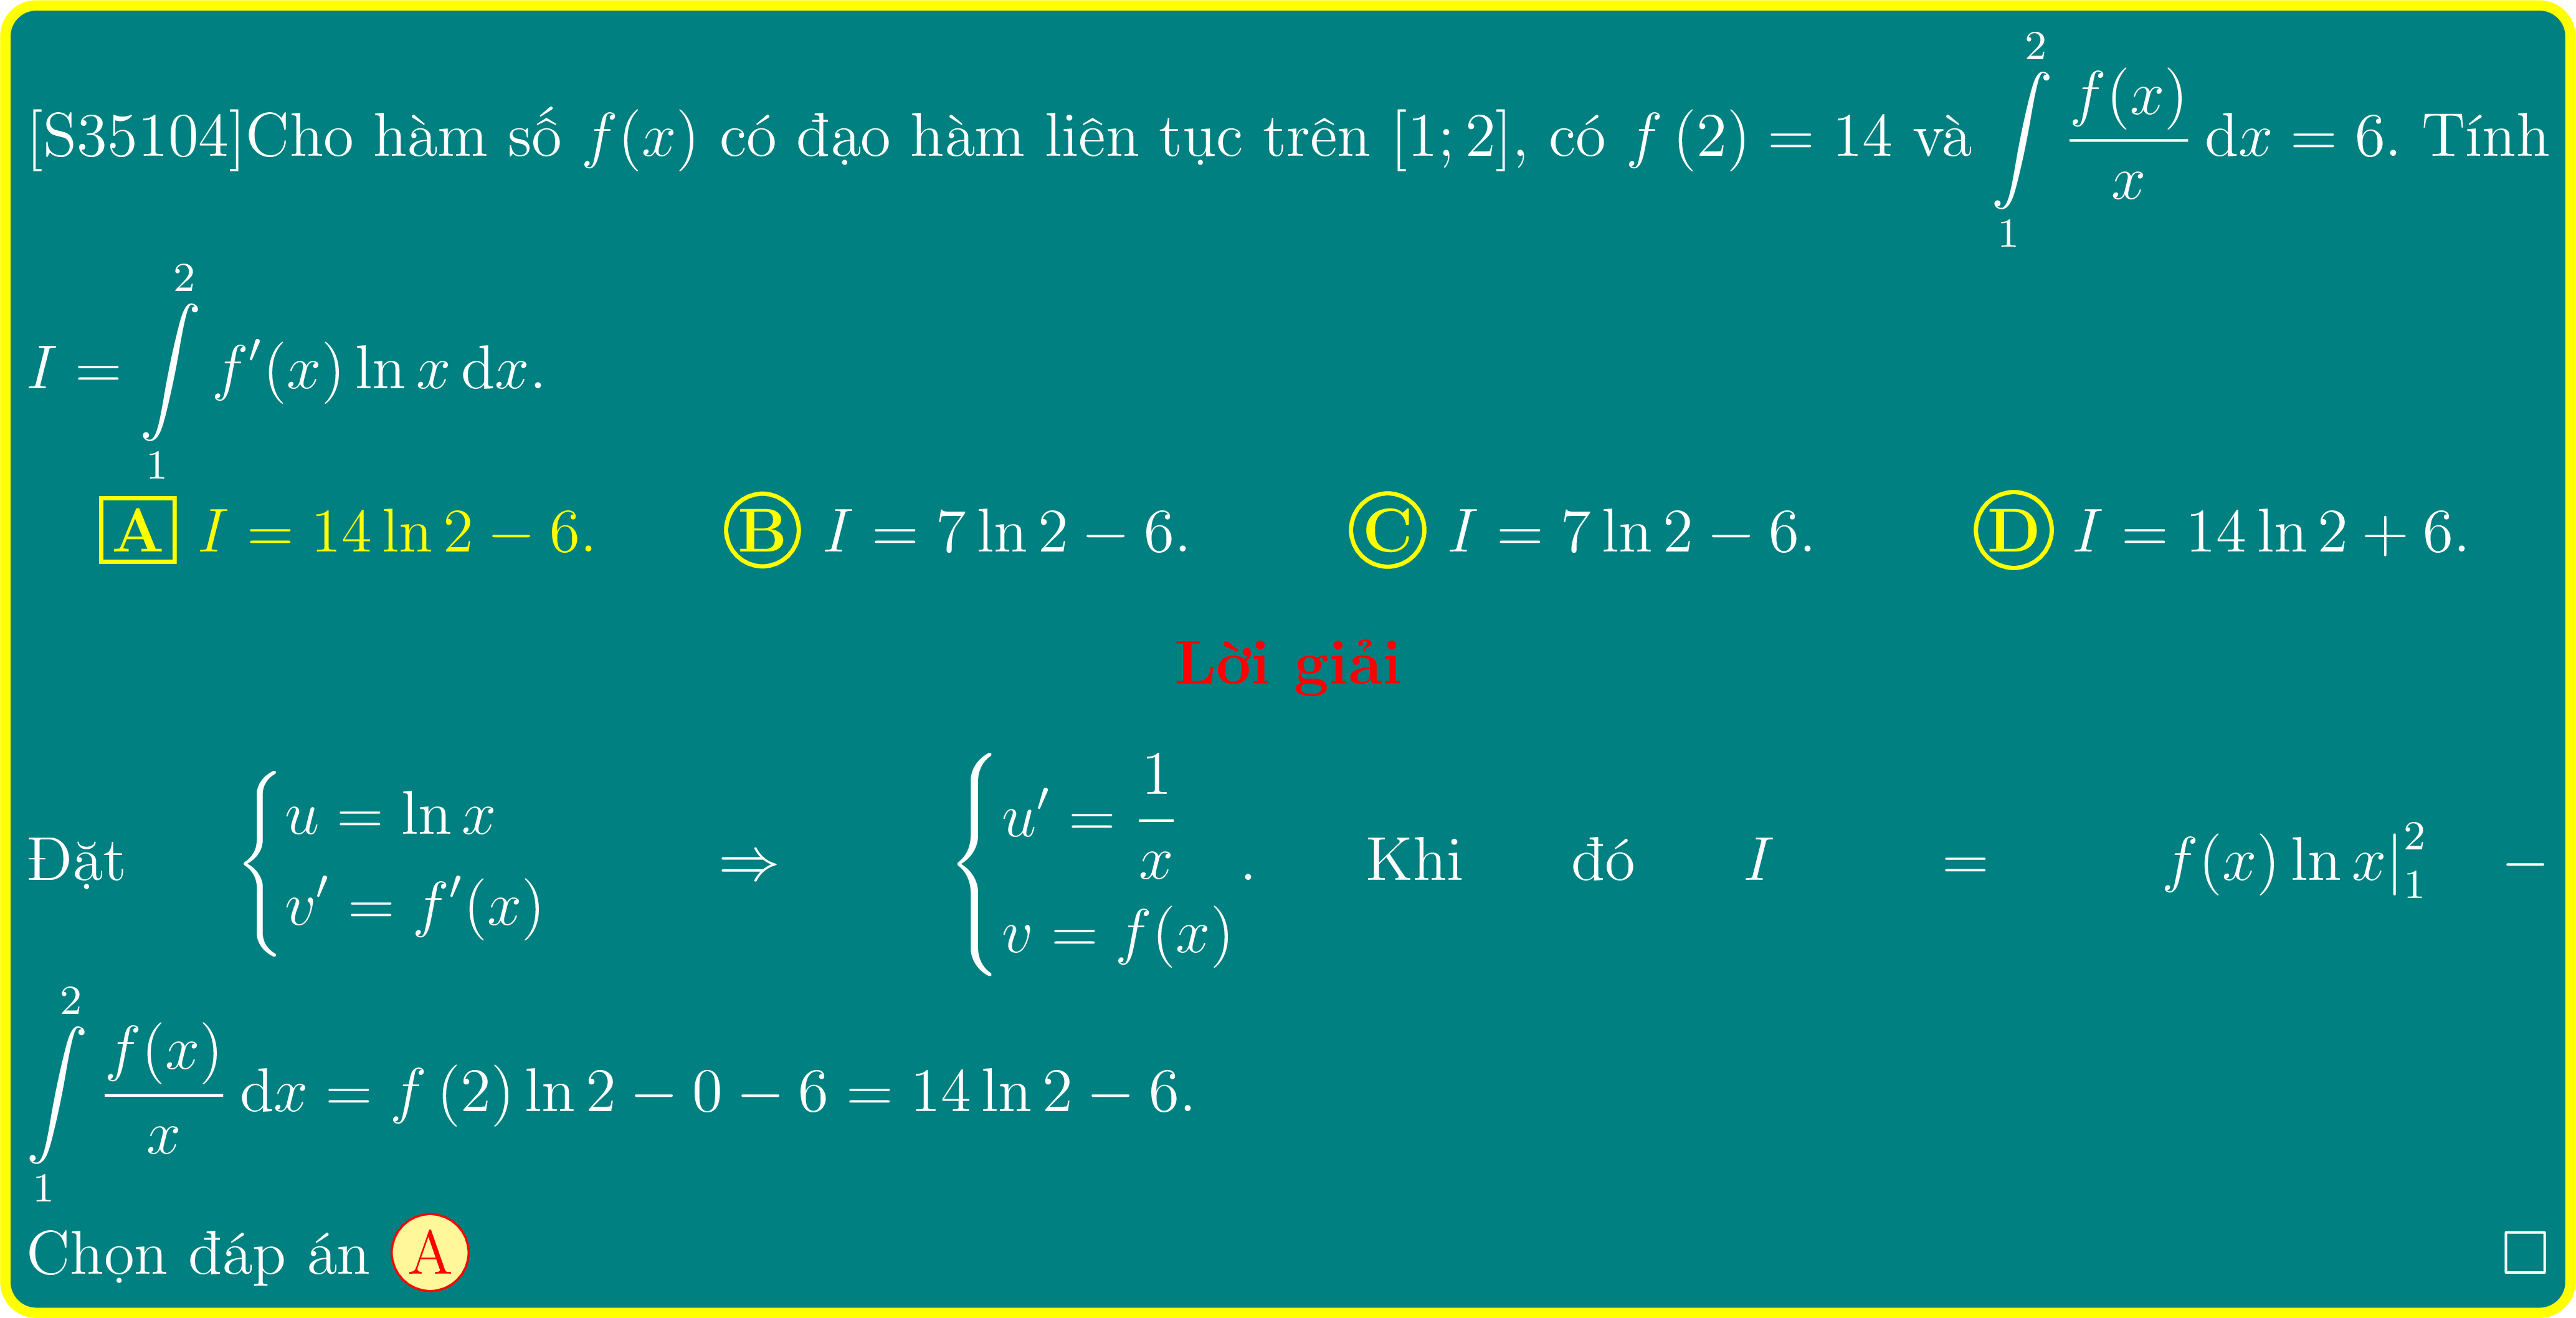 [S35104]Cho hàm số $f(x)$ có đạo hàm liên tục trên $[1;2]$, có $f(2) = 14$ và $\int\limits_1^2 \frac{f(x)}{x}\,\mathrm{d}x = 6$. Tính
$I = \int\limits_1^2 f'(x)\ln x\,\mathrm{d}x$.
A $I = 14\ln 2 - 6$. B $I = 7\ln 2 - 6$. C $I = 7\ln 2 - 6$. D $I = 14\ln 2 + 6$.
Lời giải
Đặt $\begin{cases} u = \ln x \\ v' = f'(x) \end{cases} \Rightarrow \begin{cases} u' = \frac{1}{x} \\ v = f(x) \end{cases}$. Khi đó $I = f(x)\ln x\big|_1^2 -$
$\int\limits_1^2 \frac{f(x)}{x}\,\mathrm{d}x = f(2)\ln 2 - 0 - 6 = 14\ln 2 - 6$.
Chọn đáp án A □